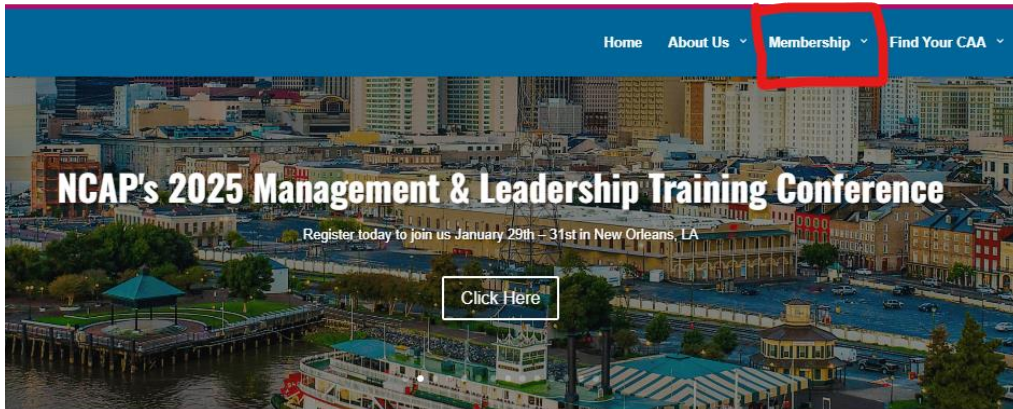 Home About Us Membership Find Your CAA
NCAP's 2025 Management & Leadership Training Conference
Register today to join us January 29th – 31st in New Orleans, LA
Click Here